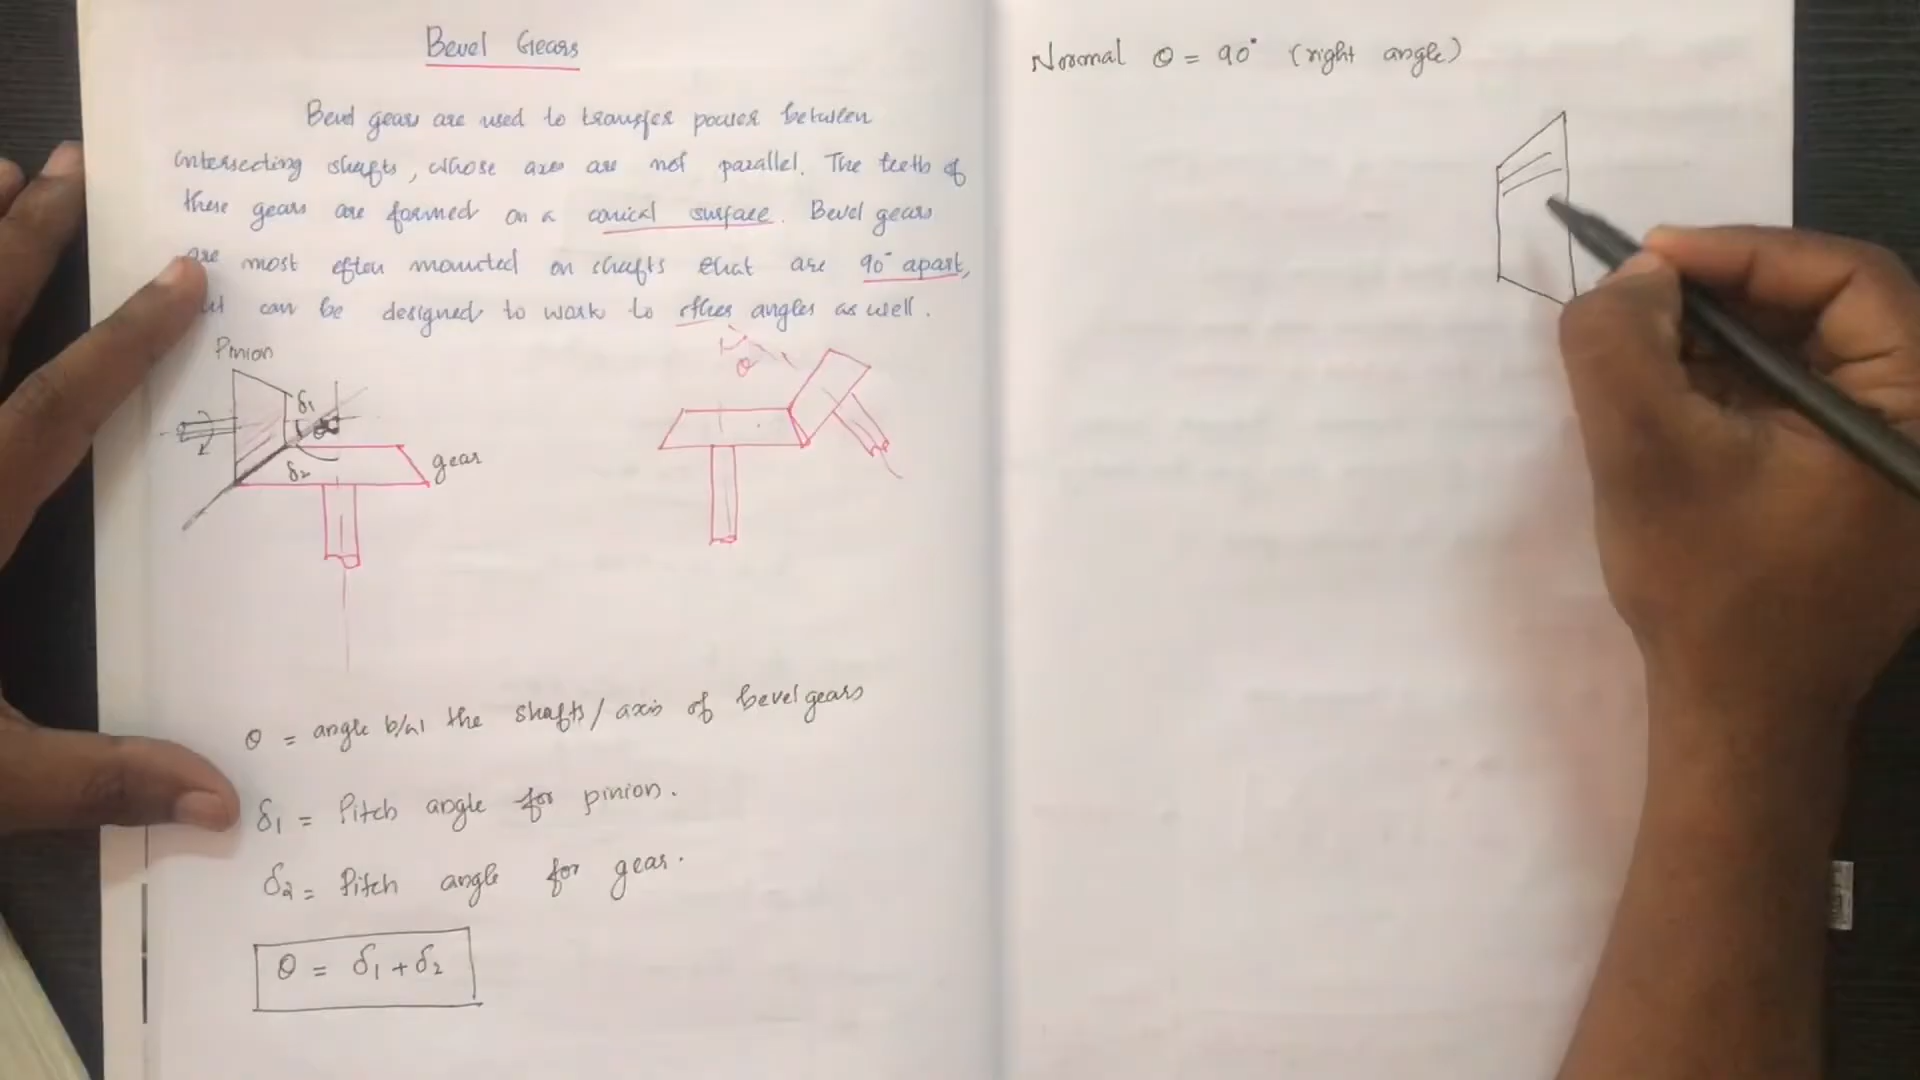 Bevel Gears
Bevel gears are used to transfer power between
intersecting shafts, whose axes are not parallel. The teeth of
these gears are formed on a conical surface. Bevel gears
are most often mounted on shafts that are 90° apart,
but can be designed to work to other angles as well.
Pinion
δ1
δ2
gear
θ
θ = angle b/w the shafts/axis of bevel gears
δ1 = Pitch angle for pinion.
δ2 = Pitch angle for gear.
θ = δ1 + δ2
Normal θ = 90° (right angle)